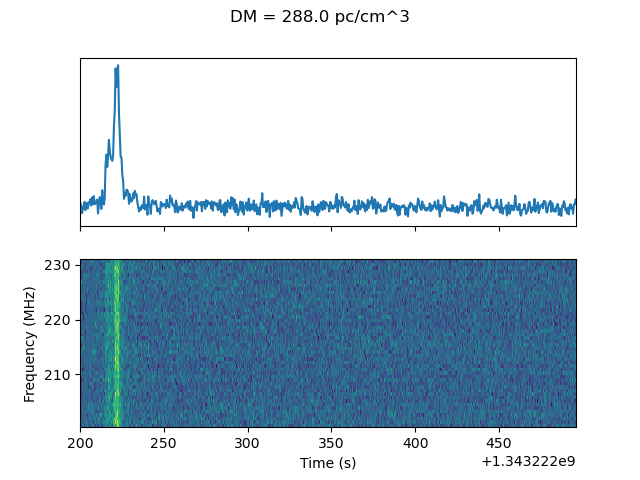 DM = 288.0 pc/cm^3
230
220
210
Frequency (MHz)
200 250 300 350 400 450
Time (s)
+1.343222e9